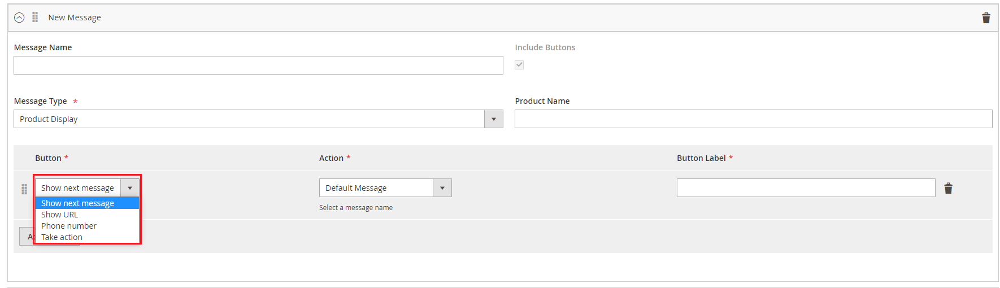 New Message
Message Name
Include Buttons
Message Type *
Product Name
Product Display
Button * Action * Button Label *
Show next message Default Message
Show next message
Select a message name
Show URL
Phone number
Take action